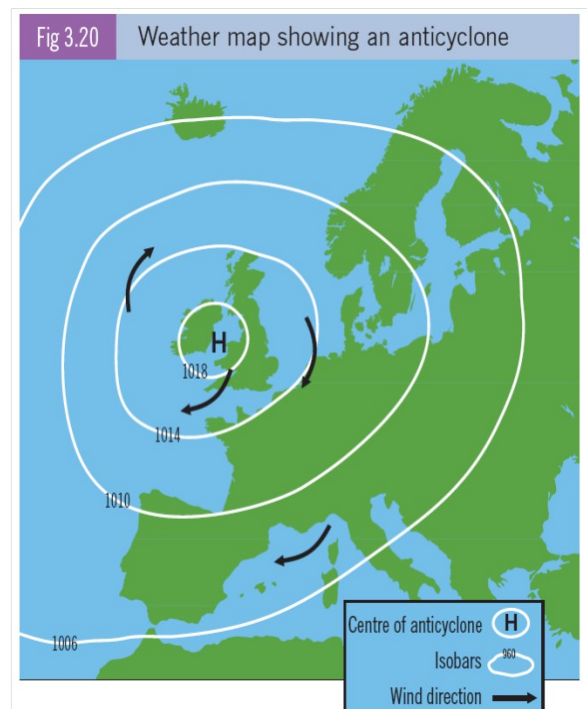 Fig 3.20 Weather map showing an anticyclone
H
1018
1014
1010
1006
Centre of anticyclone H
Isobars 960
Wind direction